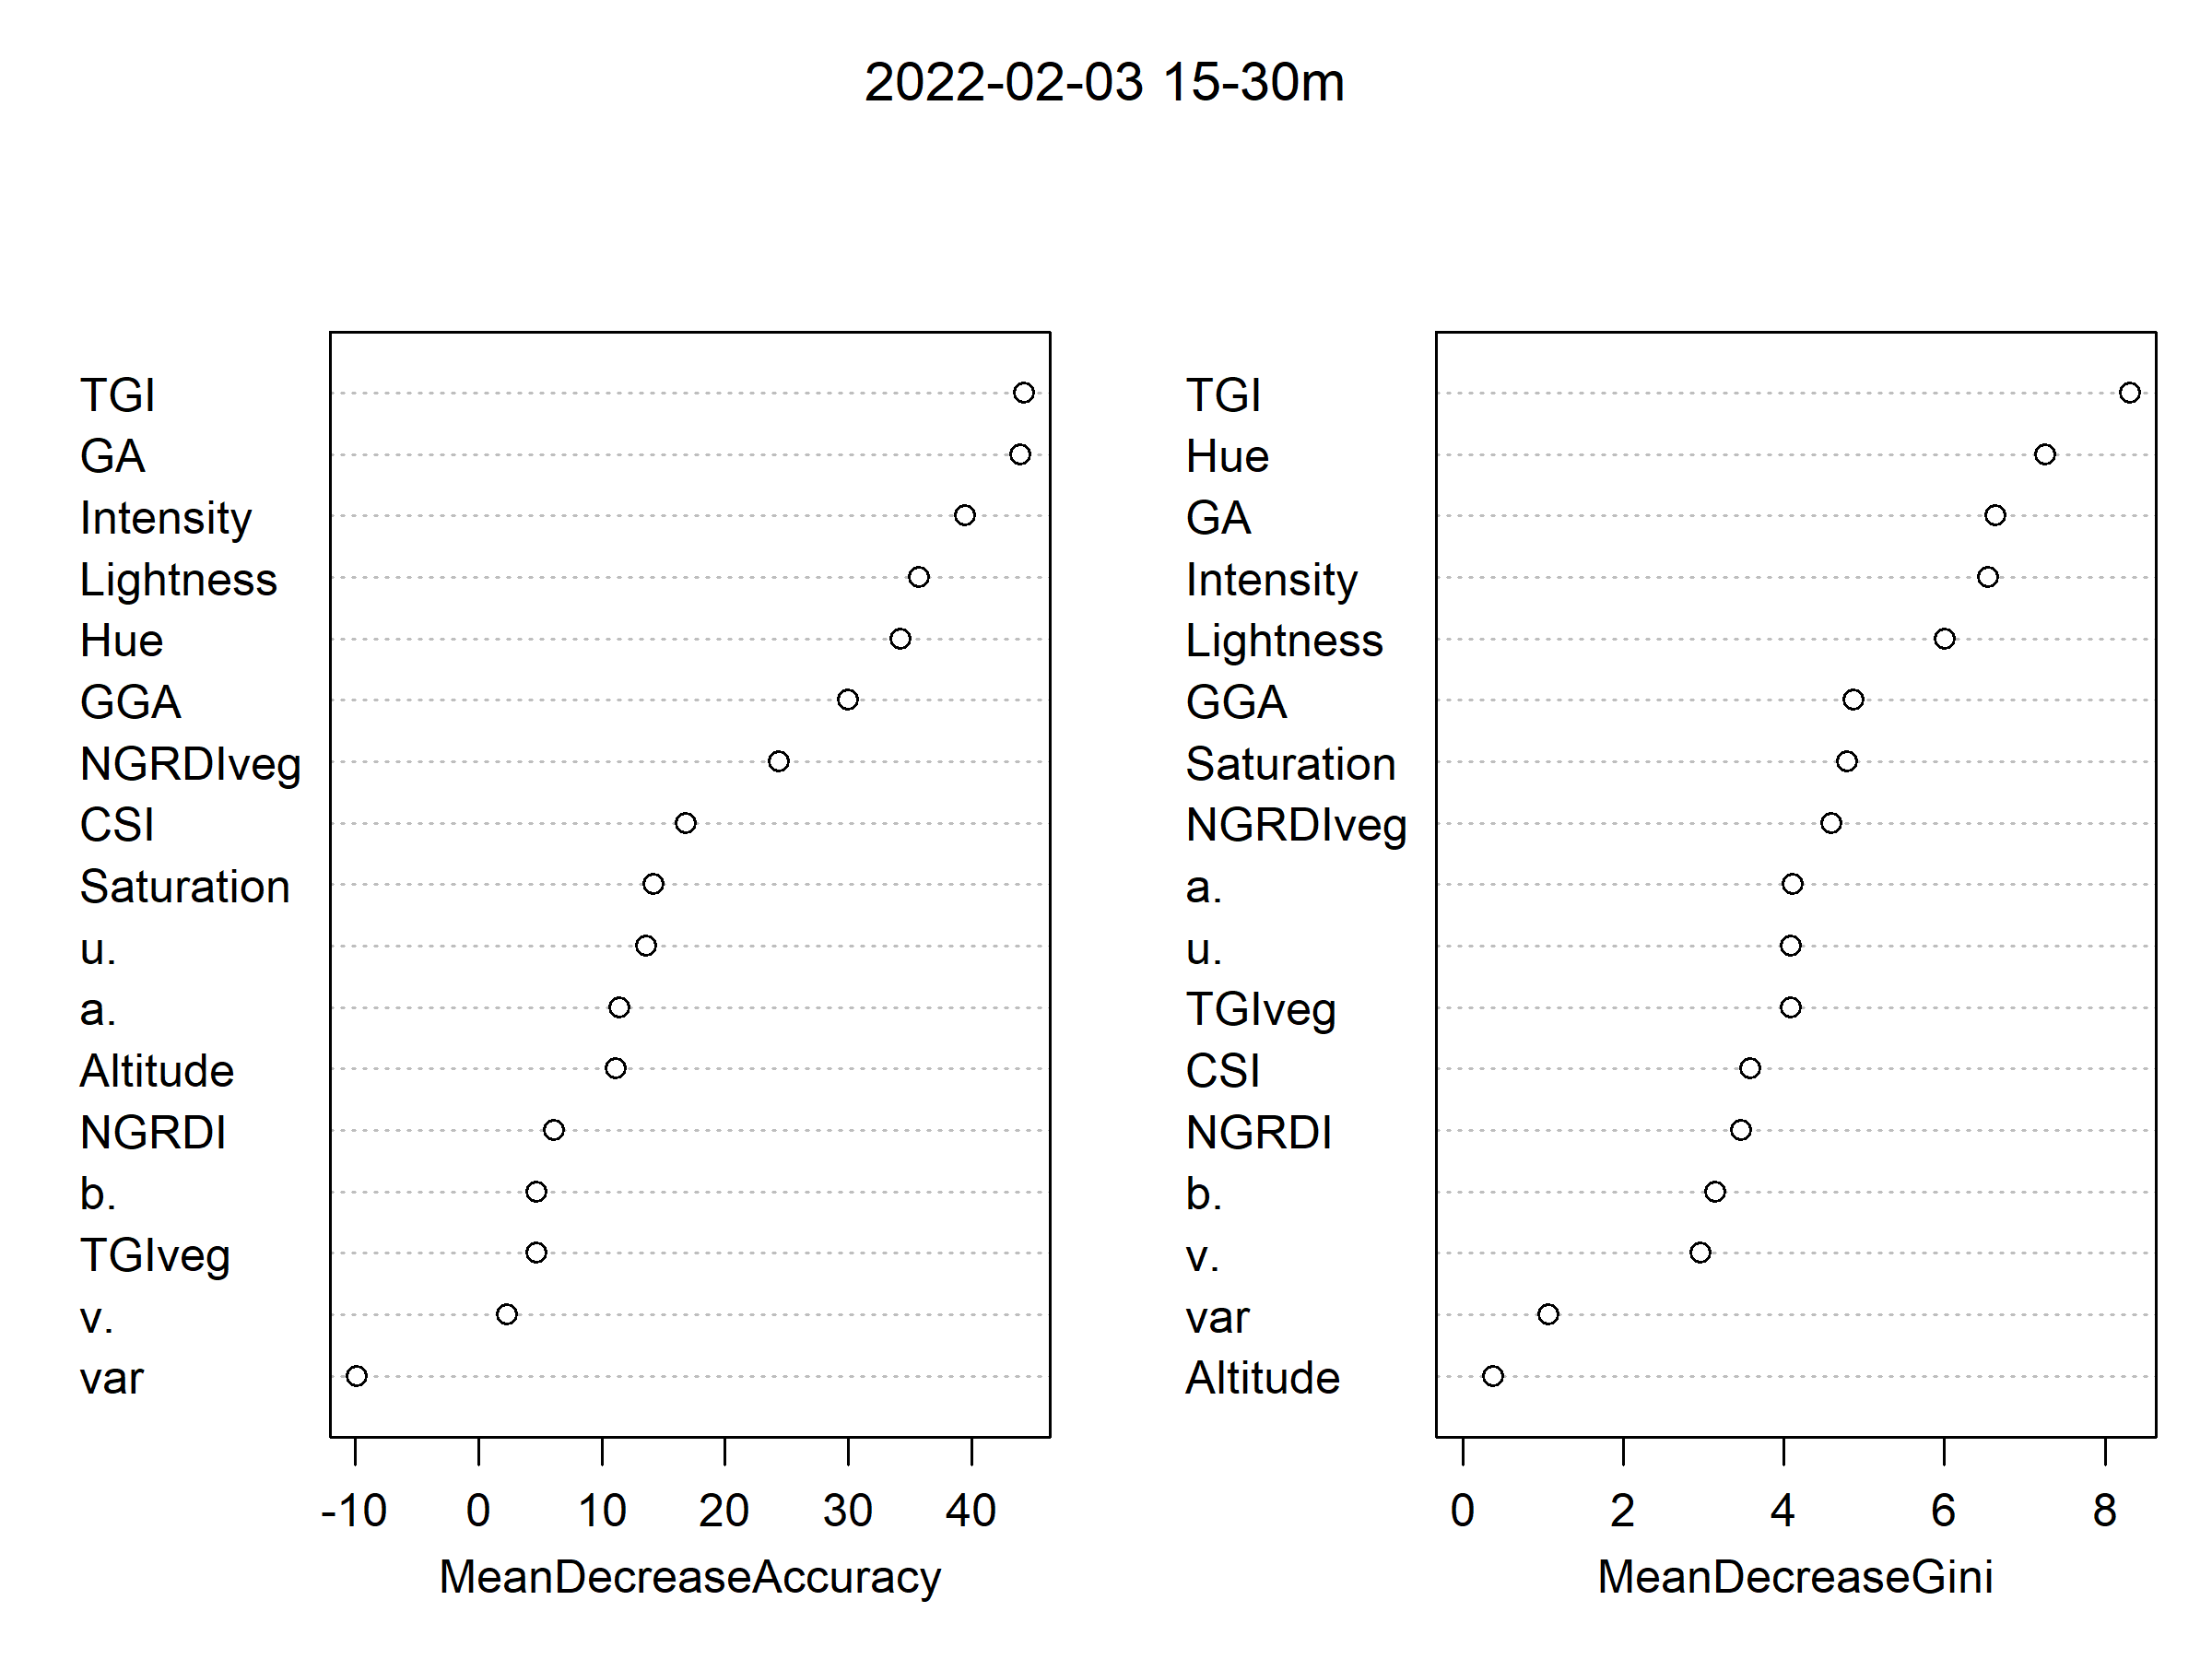 2022-02-03 15-30m
TGI
GA
Intensity
Lightness
Hue
GGA
NGRDIveg
CSI
Saturation
u.
a.
Altitude
NGRDI
b.
TGIveg
v.
var
-10 0 10 20 30 40
MeanDecreaseAccuracy
TGI
Hue
GA
Intensity
Lightness
GGA
Saturation
NGRDIveg
a.
u.
TGIveg
CSI
NGRDI
b.
v.
var
Altitude
0 2 4 6 8
MeanDecreaseGini